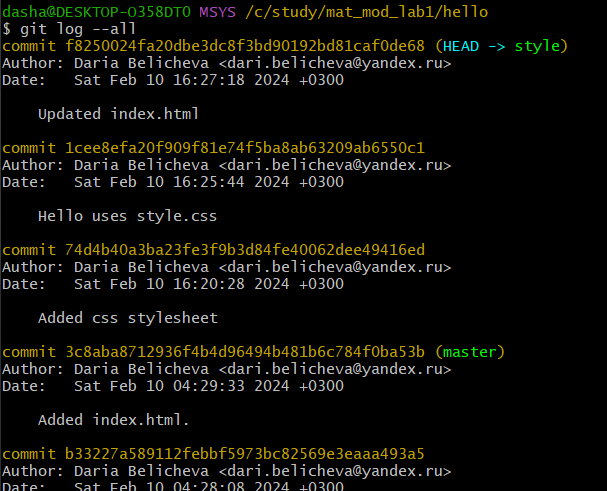 dasha@DESKTOP-O358DT0 MSYS /c/study/mat_mod_lab1/hello
$ git log --all
commit f8250024fa20dbe3dc8f3bd90192bd81caf0de68 (HEAD -> style)
Author: Daria Belicheva <dari.belicheva@yandex.ru>
Date:   Sat Feb 10 16:27:18 2024 +0300
Updated index.html
commit 1cee8efa20f909f81e74f5ba8ab63209ab6550c1
Author: Daria Belicheva <dari.belicheva@yandex.ru>
Date:   Sat Feb 10 16:25:44 2024 +0300
Hello uses style.css
commit 74d4b40a3ba23fe3f9b3d84fe40062dee49416ed
Author: Daria Belicheva <dari.belicheva@yandex.ru>
Date:   Sat Feb 10 16:20:28 2024 +0300
Added css stylesheet
commit 3c8aba8712936f4b4d96494b481b6c784f0ba53b (master)
Author: Daria Belicheva <dari.belicheva@yandex.ru>
Date:   Sat Feb 10 04:29:33 2024 +0300
Added index.html.
commit b33227a589112febbf5973bc82569e3eaaa493a5
Author: Daria Belicheva <dari.belicheva@yandex.ru>
Date:   Sat Feb 10 04:28:08 2024 +0300